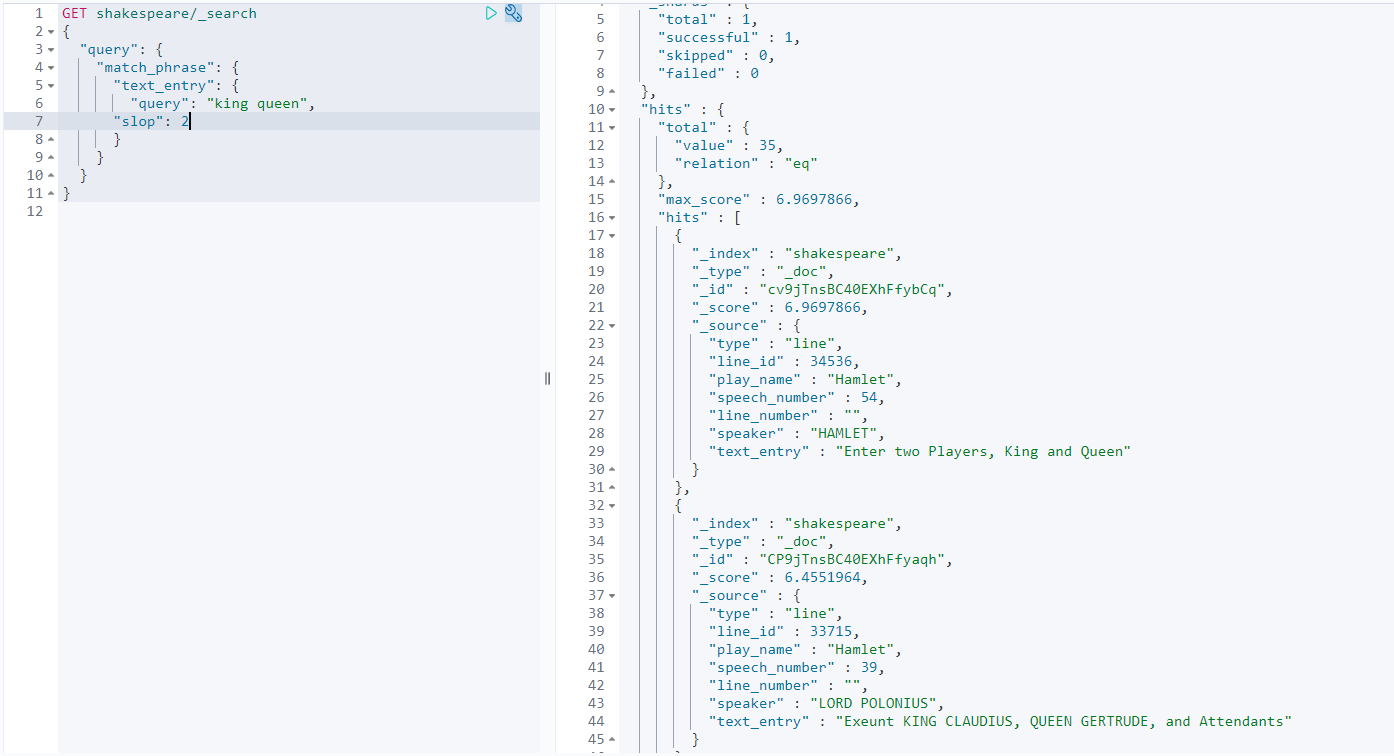 1 GET shakespeare/_search
2 {
3 "query": {
4 "match_phrase": {
5 "text_entry": {
6 "query": "king queen",
7 "slop": 2
8 }
9 }
10 }
11 }
12
5 "total" : 1,
6 "successful" : 1,
7 "skipped" : 0,
8 "failed" : 0
9 },
10 "hits" : {
11 "total" : {
12 "value" : 35,
13 "relation" : "eq"
14 },
15 "max_score" : 6.9697866,
16 "hits" : [
17 {
18 "_index" : "shakespeare",
19 "_type" : "_doc",
20 "_id" : "cv9jTnsBC40EXhFfybCq",
21 "_score" : 6.9697866,
22 "_source" : {
23 "type" : "line",
24 "line_id" : 34536,
25 "play_name" : "Hamlet",
26 "speech_number" : 54,
27 "line_number" : "",
28 "speaker" : "HAMLET",
29 "text_entry" : "Enter two Players, King and Queen"
30 }
31 },
32 {
33 "_index" : "shakespeare",
34 "_type" : "_doc",
35 "_id" : "CP9jTnsBC40EXhFfyaqh",
36 "_score" : 6.4551964,
37 "_source" : {
38 "type" : "line",
39 "line_id" : 33715,
40 "play_name" : "Hamlet",
41 "speech_number" : 39,
42 "line_number" : "",
43 "speaker" : "LORD POLONIUS",
44 "text_entry" : "Exeunt KING CLAUDIUS, QUEEN GERTRUDE, and Attendants"
45 }